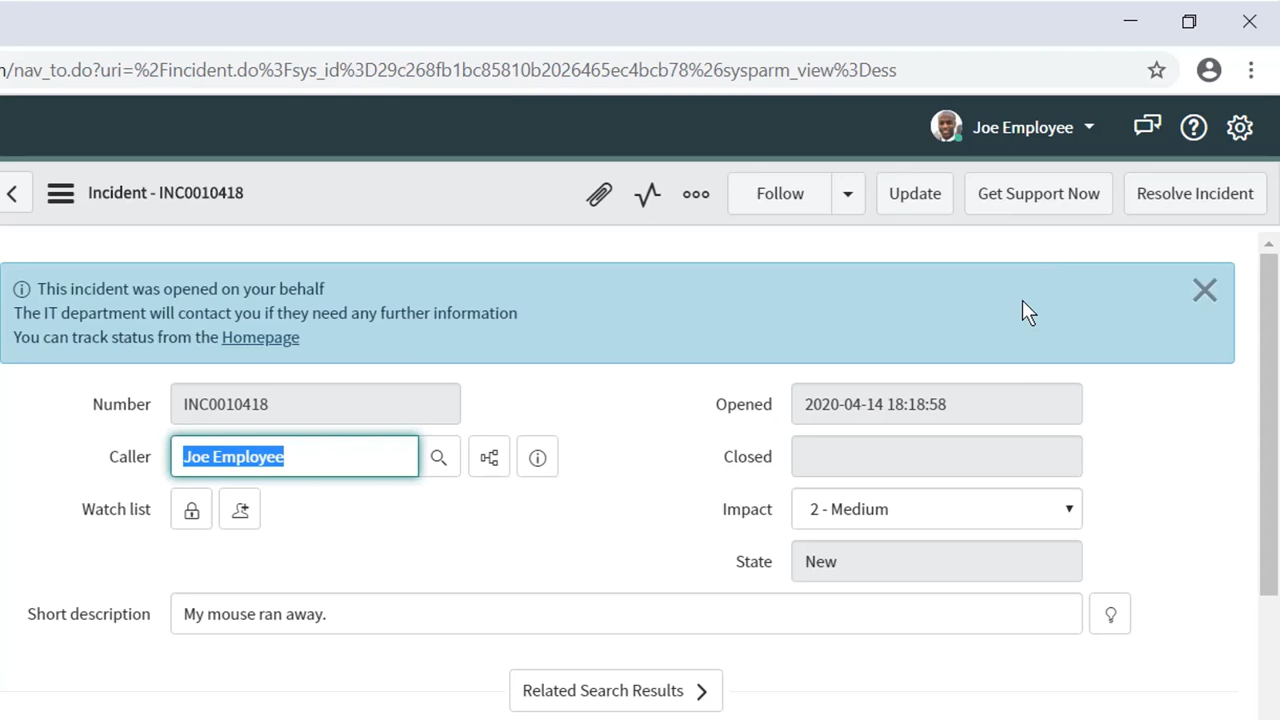 n/nav_to.do?uri=%2Fincident.do%3Fsys_id%3D29c268fb1bc85810b2026465ec4bcb78%26sysparm_view%3Dess
Joe Employee
Incident - INC0010418
Follow
Update
Get Support Now
Resolve Incident
This incident was opened on your behalf
The IT department will contact you if they need any further information
You can track status from the Homepage
Number INC0010418
Opened 2020-04-14 18:18:58
Caller Joe Employee
Closed
Watch list
Impact 2 - Medium
State New
Short description My mouse ran away.
Related Search Results